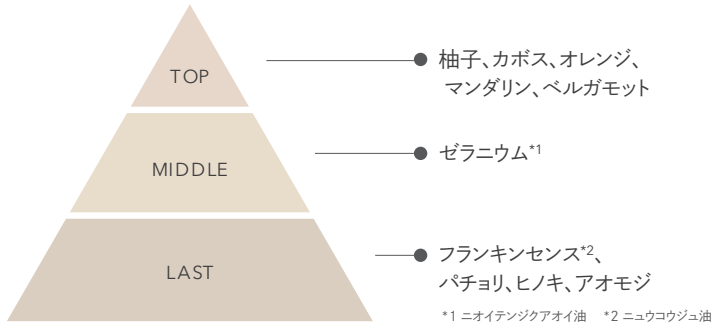 TOP
柚子、カボス、オレンジ、
マンダリン、ベルガモット
MIDDLE
ゼラニウム*1
LAST
フランキンセンス*2、
パチョリ、ヒノキ、アオモジ
*1 ニオイテンジクアオイ油 *2 ニュウコウジュ油